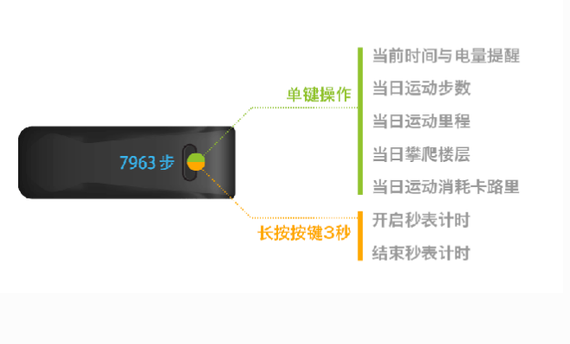 当前时间与电量提醒
单键操作
当日运动步数
当日运动里程
7963 步
当日攀爬楼层
当日运动消耗卡路里
长按按键3秒
开启秒表计时
结束秒表计时